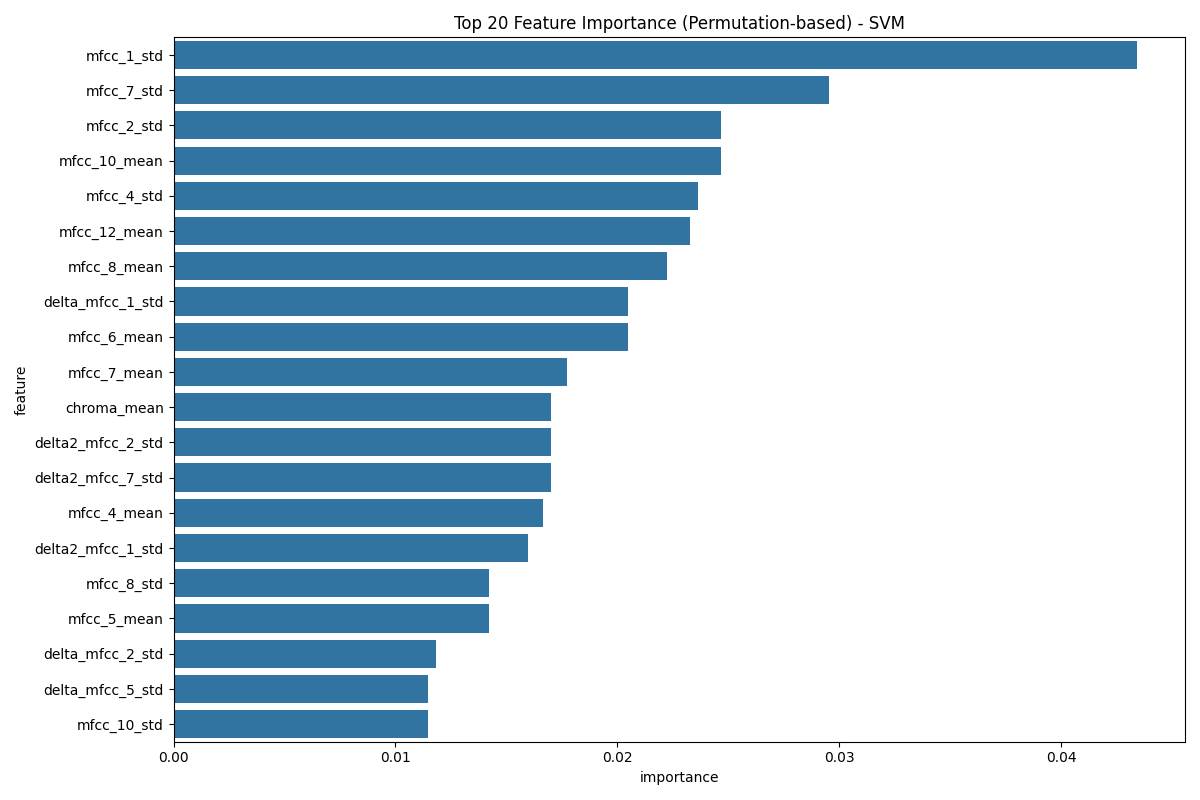 Top 20 Feature Importance (Permutation-based) - SVM
feature
mfcc_1_std
mfcc_7_std
mfcc_2_std
mfcc_10_mean
mfcc_4_std
mfcc_12_mean
mfcc_8_mean
delta_mfcc_1_std
mfcc_6_mean
mfcc_7_mean
chroma_mean
delta2_mfcc_2_std
delta2_mfcc_7_std
mfcc_4_mean
delta2_mfcc_1_std
mfcc_8_std
mfcc_5_mean
delta_mfcc_2_std
delta_mfcc_5_std
mfcc_10_std
0.00 0.01 0.02 0.03 0.04
importance